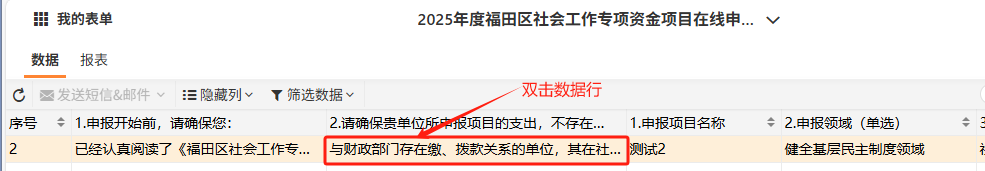 我的表单
2025年度福田区社会工作专项资金项目在线申...
数据 报表
双击数据行
发送短信&邮件 隐藏列 筛选数据
序号 1.申报开始前，请确保您： 2.请确保贵单位所申报项目的支出，不存在... 1.申报项目名称 2.申报领域（单选）
2 已经认真阅读了《福田区社会工作专... 与财政部门存在缴、拨款关系的单位，其在社... 测试2 健全基层民主制度领域